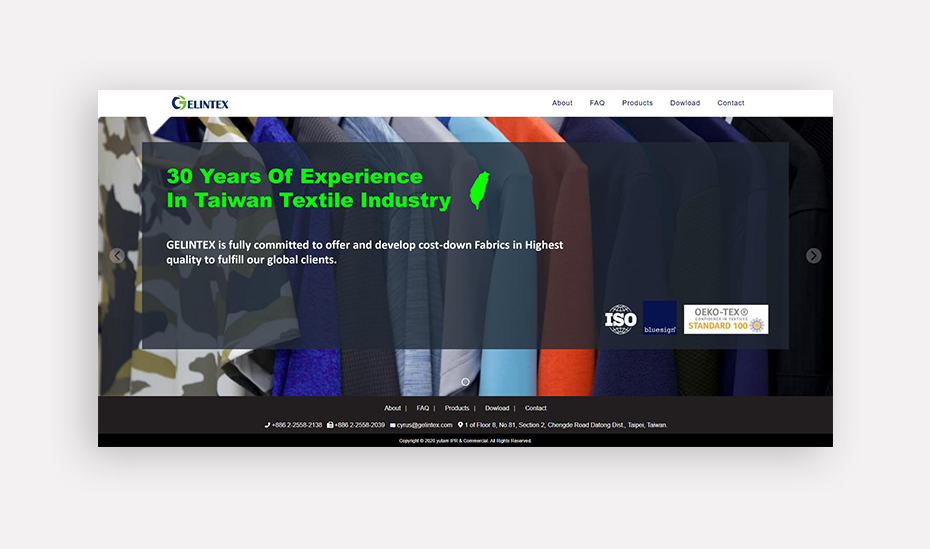 GELINTEX
About FAQ Products Dowload Contact
30 Years Of Experience
In Taiwan Textile Industry
GELINTEX is fully committed to offer and develop cost-down Fabrics in Highest
quality to fulfill our global clients.
ISO
bluesign®
OEKO-TEX®
CONFIDENCE IN TEXTILES
STANDARD 100
About | FAQ | Products | Dowload | Contact
+886 2-2558-2138 +886 2-2558-2039 cyrus@gelintex.com 1 of Floor 8, No.81, Section 2, Chengde Road Datong Dist., Taipei, Taiwan.
Copyright © 2020 yutam IPR & Commercial. All Rights Reserved.